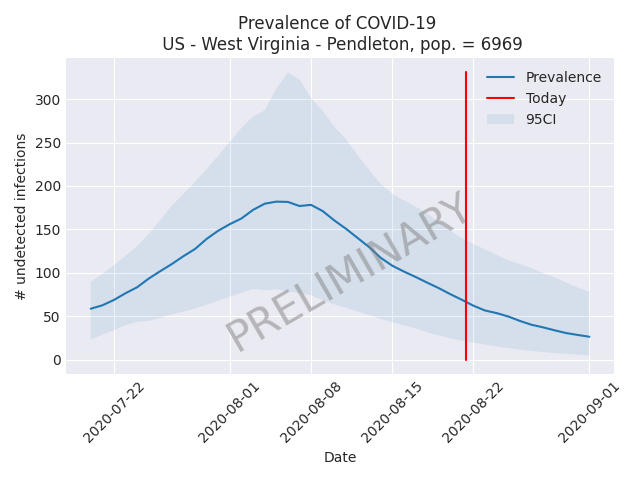 Prevalence of COVID-19
US - West Virginia - Pendleton, pop. = 6969
Prevalence
Today
95CI
300
250
200
150
100
50
0
# undetected infections
PRELIMINARY
2020-07-22
2020-08-01
2020-08-08
2020-08-15
2020-08-22
2020-09-01
Date